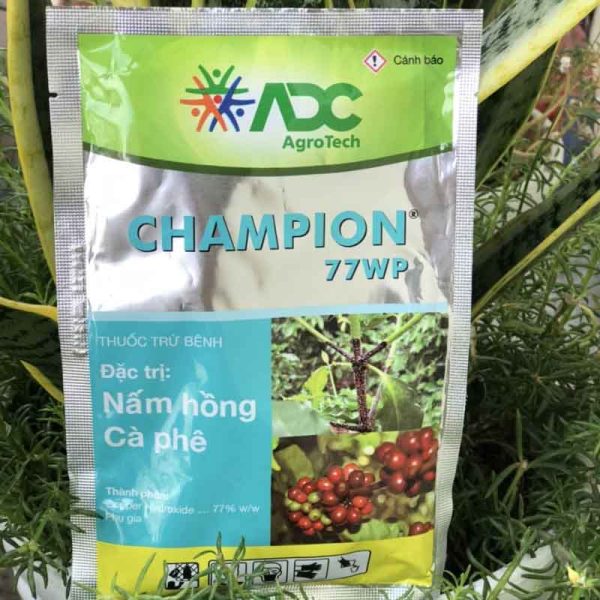 Cảnh báo
ADC
AgroTech
CHAMPION®
77WP
THUỐC TRỪ BỆNH
Đặc trị:
Nấm hồng
Cà phê
Thành phần:
Copper Hydroxide .... 77% w/w
Phụ gia